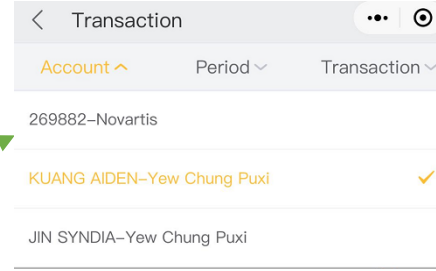 Transaction
Account Period Transaction
269882-Novartis
KUANG AIDEN-Yew Chung Puxi
JIN SYNDIA-Yew Chung Puxi